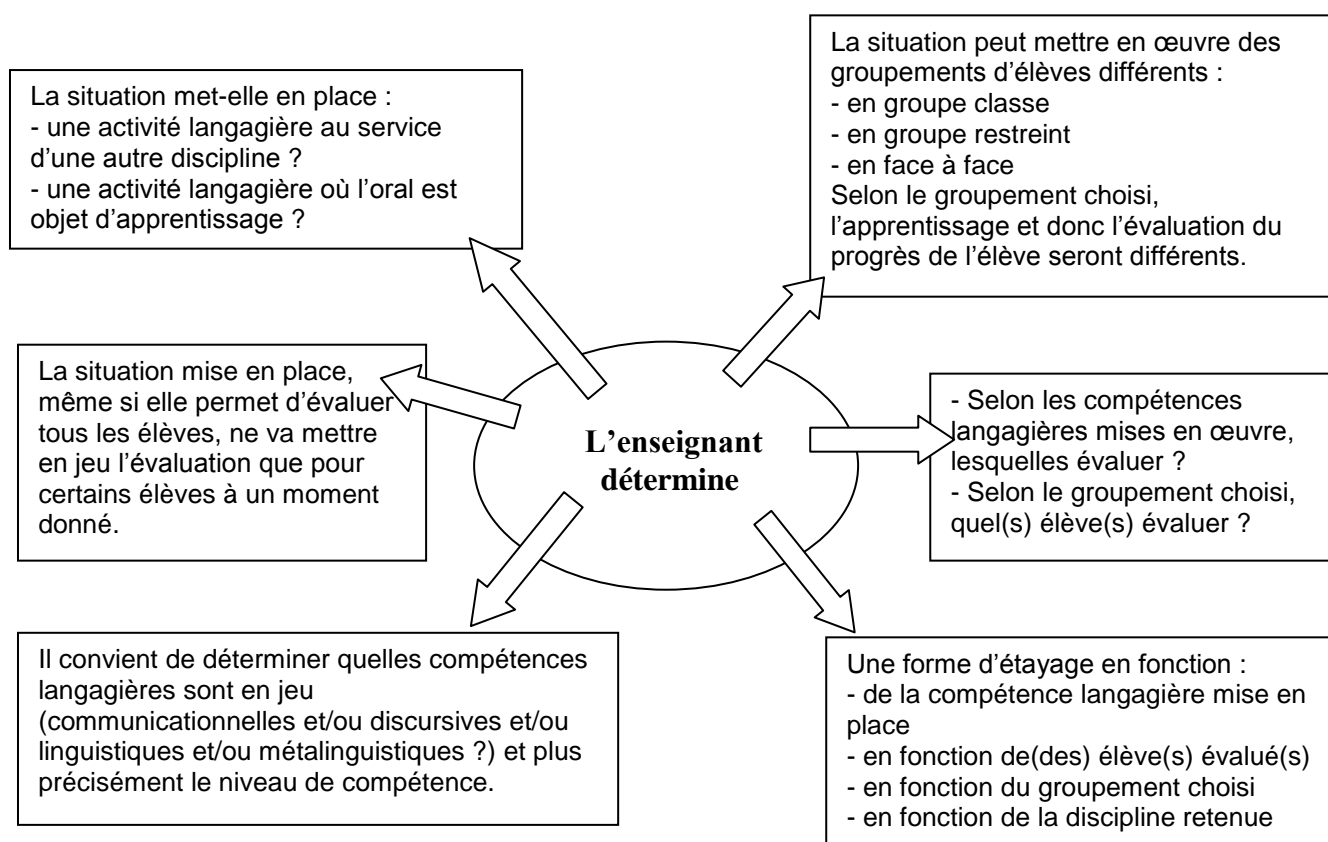 La situation met-elle en place :
- une activité langagière au service
d'une autre discipline ?
- une activité langagière où l'oral est
objet d'apprentissage ?
La situation peut mettre en œuvre des
groupements d'élèves différents :
- en groupe classe
- en groupe restreint
- en face à face
Selon le groupement choisi,
l'apprentissage et donc l'évaluation du
progrès de l'élève seront différents.
La situation mise en place,
même si elle permet d'évaluer
tous les élèves, ne va mettre
en jeu l'évaluation que pour
certains élèves à un moment
donné.
L'enseignant
détermine
- Selon les compétences
langagières mises en œuvre,
lesquelles évaluer ?
- Selon le groupement choisi,
quel(s) élève(s) évaluer ?
Il convient de déterminer quelles compétences
langagières sont en jeu
(communicationnelles et/ou discursives et/ou
linguistiques et/ou métalinguistiques ?) et plus
précisément le niveau de compétence.
Une forme d'étayage en fonction :
- de la compétence langagière mise en
place
- en fonction de(des) élève(s) évalué(s)
- en fonction du groupement choisi
- en fonction de la discipline retenue